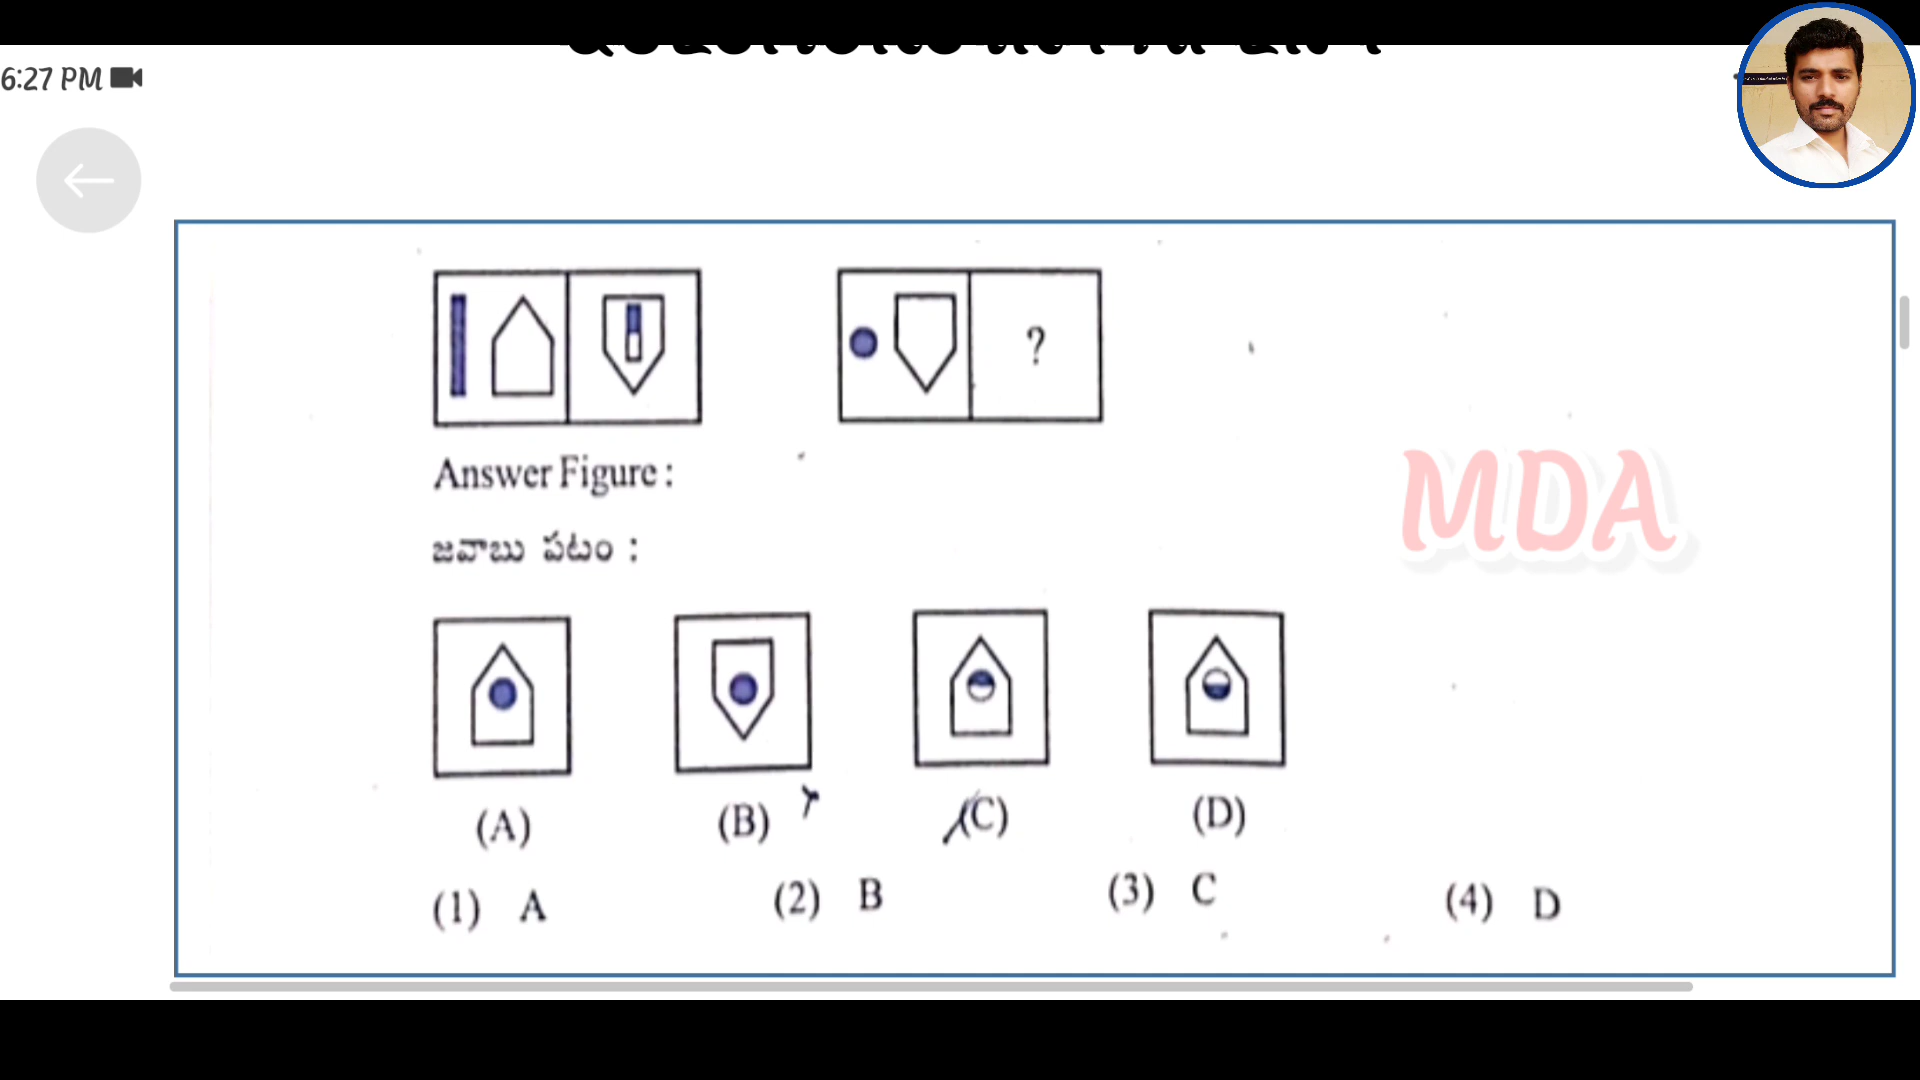 6:27 PM
?
Answer Figure :
జవాబు పటం :
MDA
(A) (B) (C) (D)
(1) A (2) B (3) C (4) D